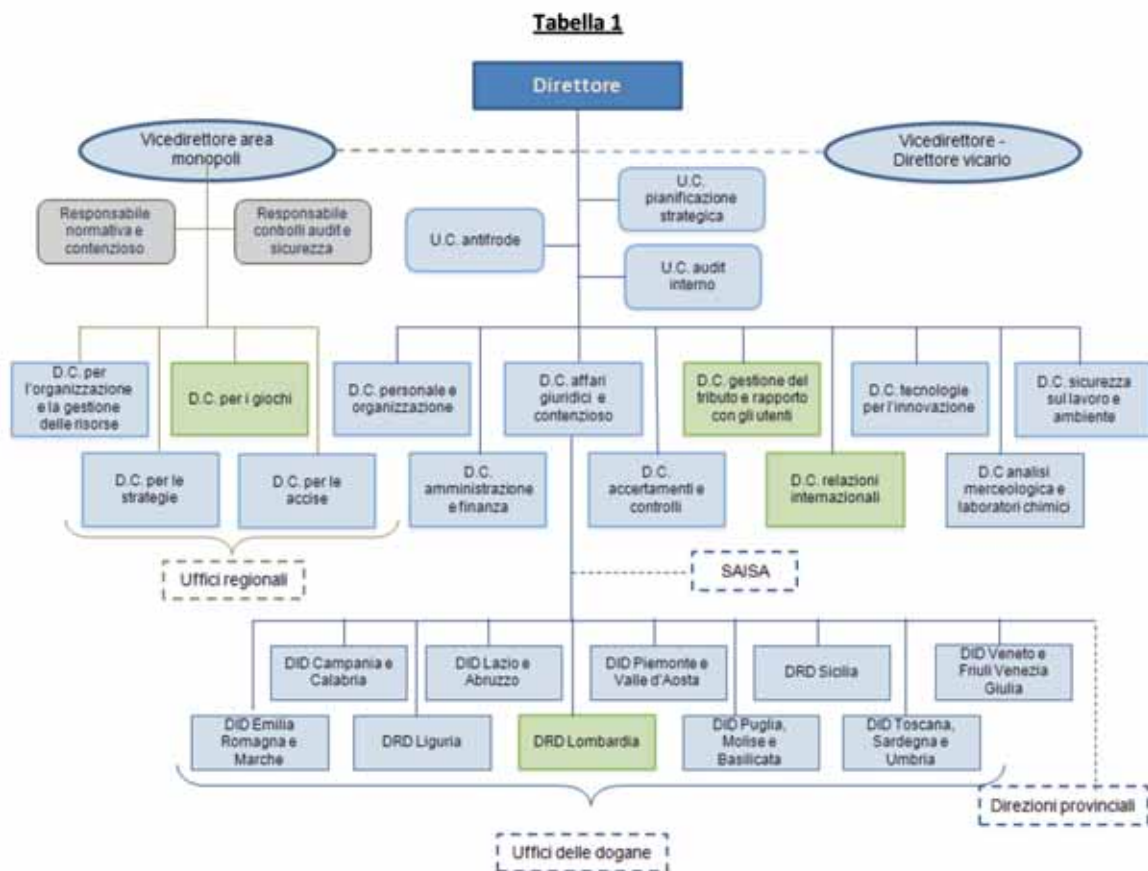 Tabella 1
Direttore
Vicedirettore area
monopoli
Vicedirettore -
Direttore vicario
Responsabile
normativa e
contenzioso
Responsabile
controlli audit e
sicurezza
U.C.
pianificazione
strategica
U.C. antifrode
U.C. audit
interno
D.C. per
l'organizzazione
e la gestione
delle risorse
D.C. per i giochi
D.C. personale e
organizzazione
D.C. affari
giuridici e
contenzioso
D.C. gestione del
tributo e rapporto
con gli utenti
D.C. tecnologie
per l'innovazione
D.C. sicurezza
sul lavoro e
ambiente
D.C. per le
strategie
D.C. per le
accise
D.C.
amministrazione
e finanza
D.C.
accertamenti e
controlli
D.C. relazioni
internazionali
D.C analisi
merceologica e
laboratori chimici
Uffici regionali
SAISA
DID Campania e
Calabria
DID Lazio e
Abruzzo
DID Piemonte e
Valle d'Aosta
DRD Sicilia
DID Veneto e
Friuli Venezia
Giulia
DID Emilia
Romagna e
Marche
DRD Liguria
DRD Lombardia
DID Puglia,
Molise e
Basilicata
DID Toscana,
Sardegna e
Umbria
Direzioni provinciali
Uffici delle dogane